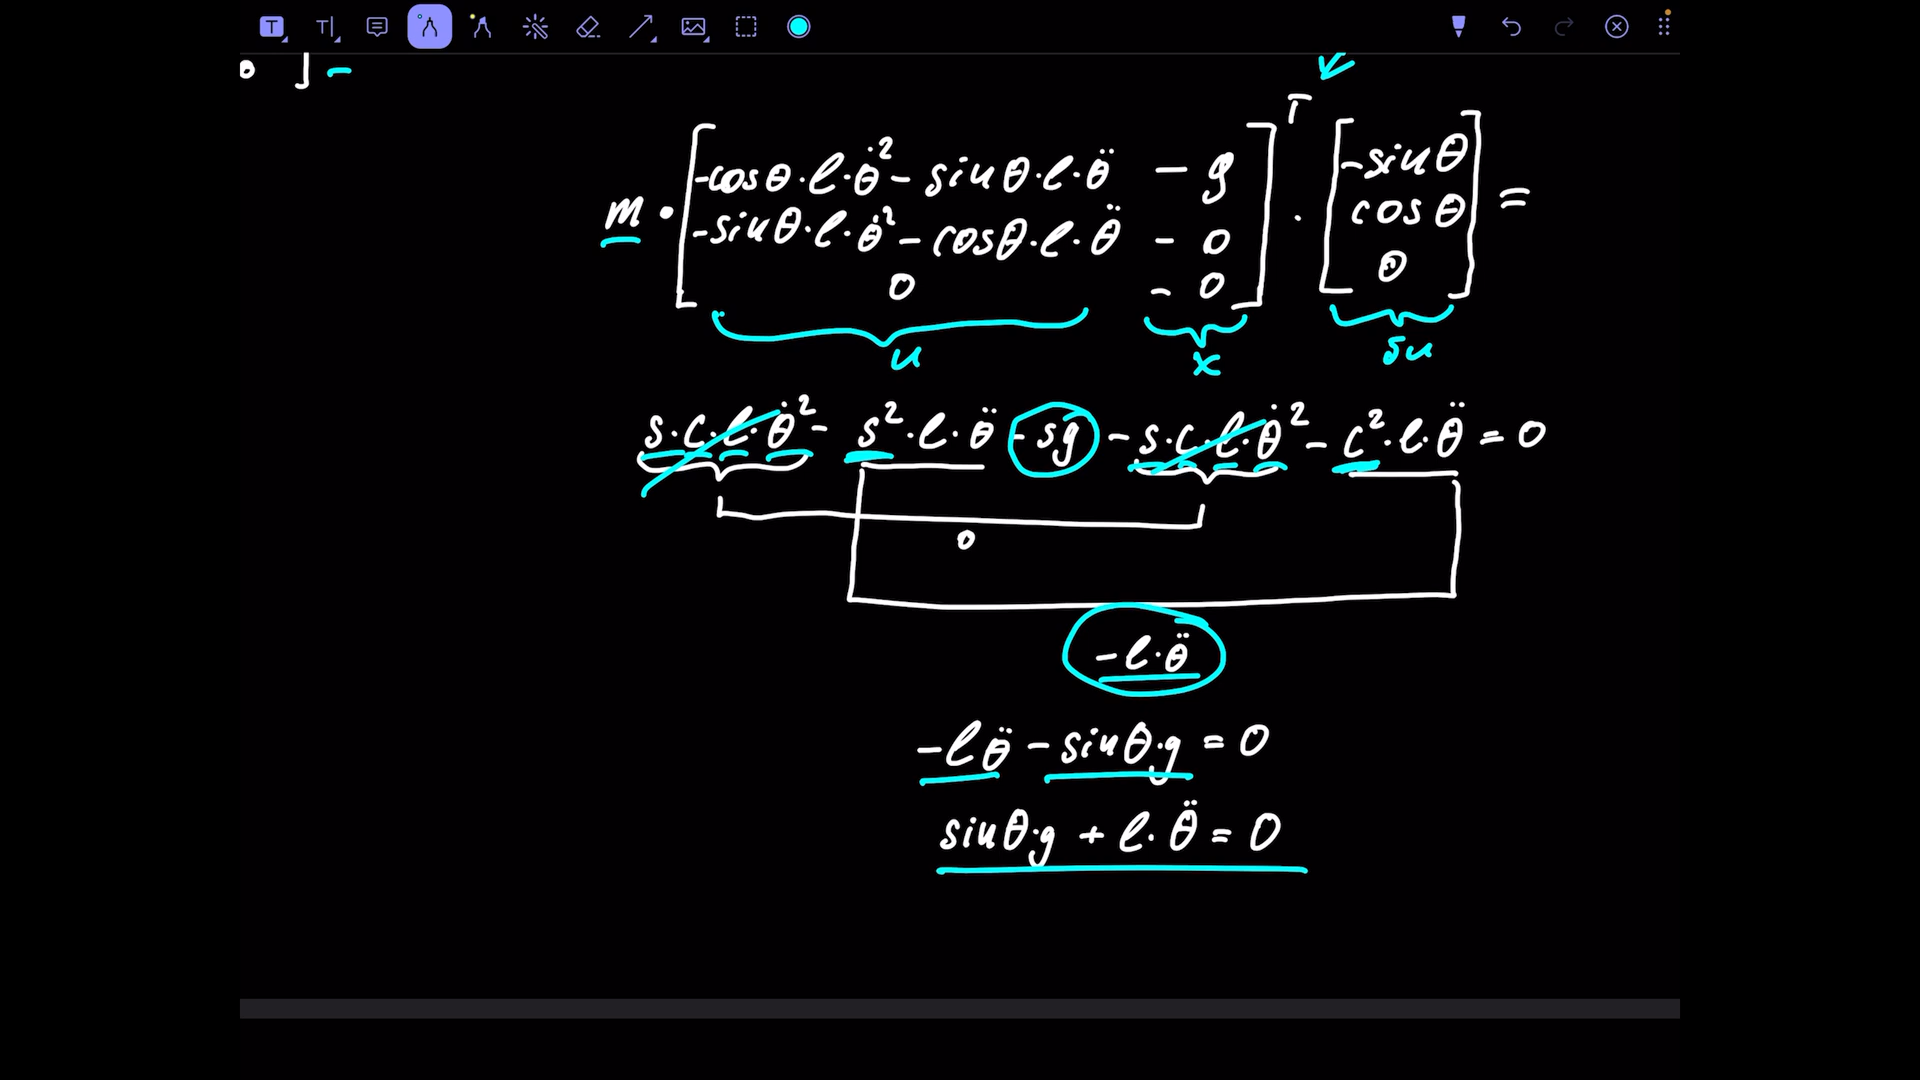 0 ] -
m · [ -cosθ·l·θ̇² - sinθ·l·θ̈ - g ]ᵀ · [ -sinθ ] =
-sinθ·l·θ̇² - cosθ·l·θ̈ - 0 cosθ
0 - 0 0
u x δu
s·c·l·θ̇² - s²·l·θ̈ - sg - s·c·l·θ̇² - c²·l·θ̈ = 0
0
-l·θ̈
-lθ̈ - sinθ·g = 0
sinθ·g + l·θ̈ = 0